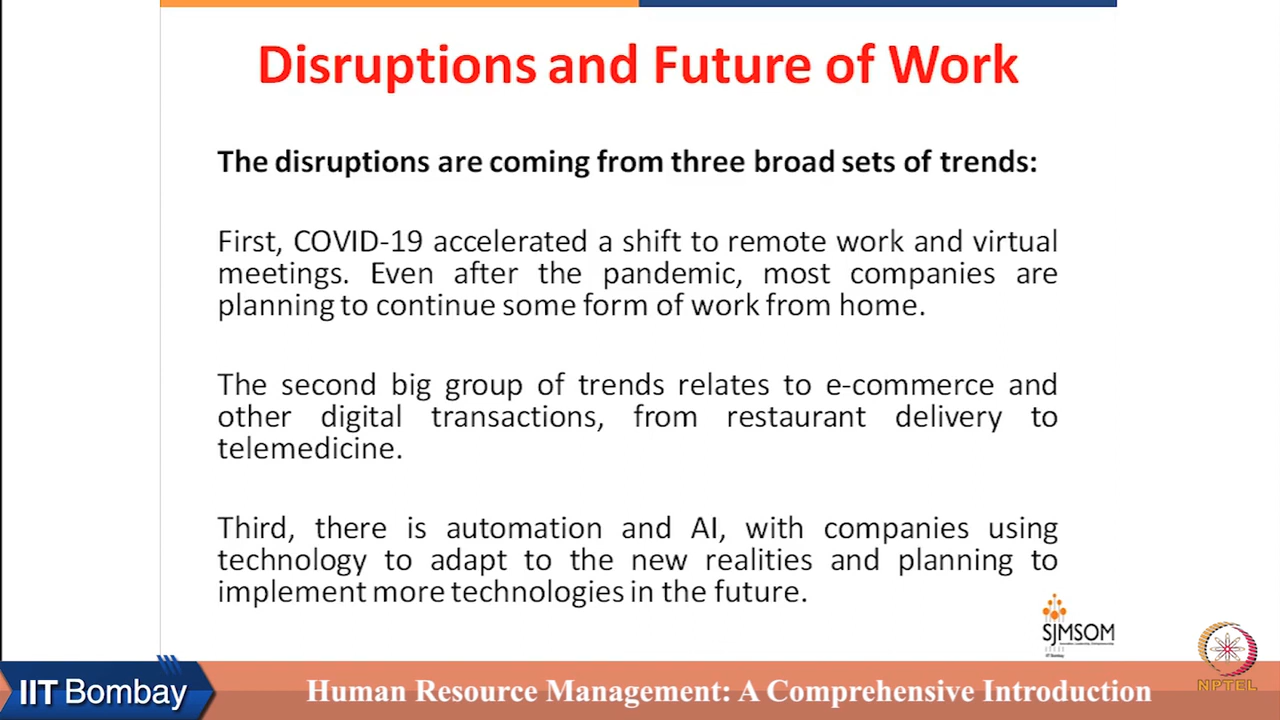 Disruptions and Future of Work
The disruptions are coming from three broad sets of trends:
First, COVID-19 accelerated a shift to remote work and virtual
meetings. Even after the pandemic, most companies are
planning to continue some form of work from home.
The second big group of trends relates to e-commerce and
other digital transactions, from restaurant delivery to
telemedicine.
Third, there is automation and AI, with companies using
technology to adapt to the new realities and planning to
implement more technologies in the future.
SJMSOM
IIT Bombay
NPTEL
IIT Bombay
Human Resource Management: A Comprehensive Introduction